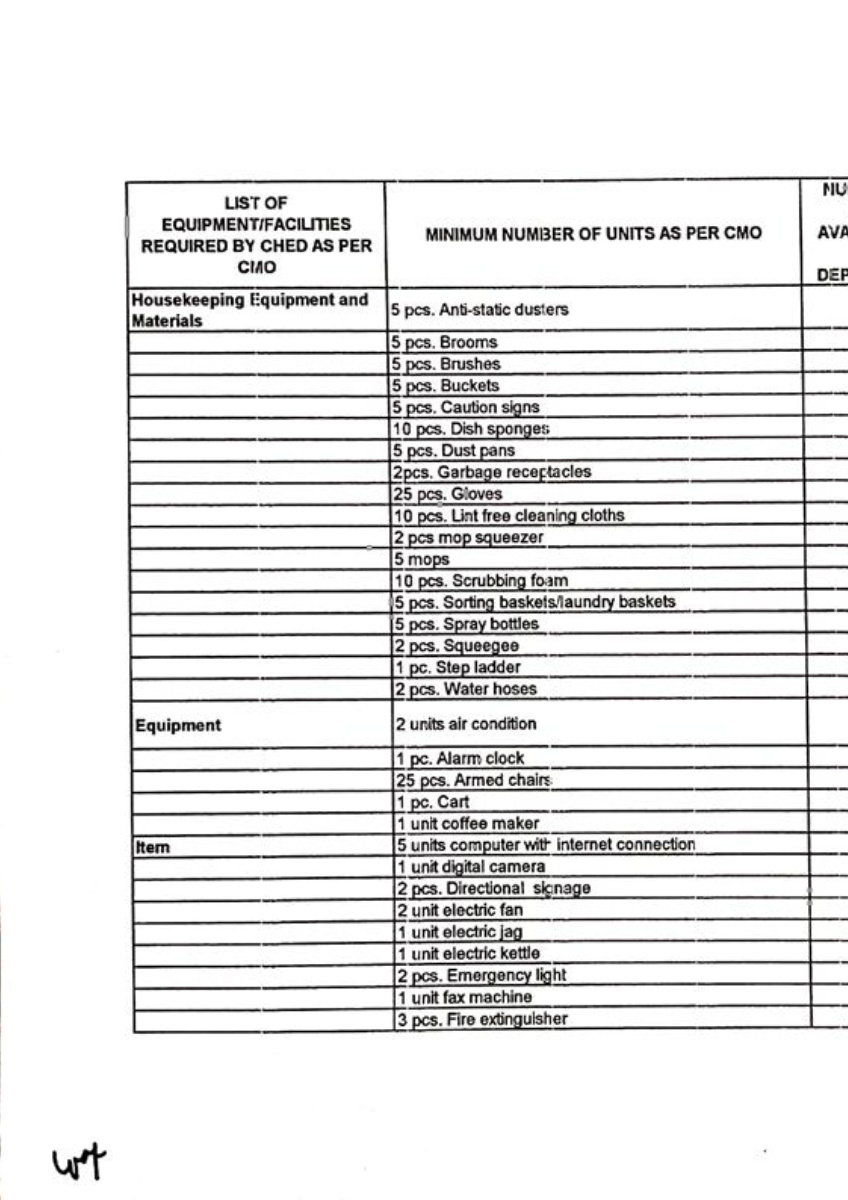 LIST OF
EQUIPMENT/FACILITIES
REQUIRED BY CHED AS PER
CMO
MINIMUM NUMBER OF UNITS AS PER CMO
NU
AVA
DEP
Housekeeping Equipment and
Materials
5 pcs. Anti-static dusters
5 pcs. Brooms
5 pcs. Brushes
5 pcs. Buckets
5 pcs. Caution signs
10 pcs. Dish sponges
5 pcs. Dust pans
2pcs. Garbage receptacles
25 pcs. Gloves
10 pcs. Lint free cleaning cloths
2 pcs mop squeezer
5 mops
10 pcs. Scrubbing foam
5 pcs. Sorting baskets/laundry baskets
5 pcs. Spray bottles
2 pcs. Squeegee
1 pc. Step ladder
2 pcs. Water hoses
Equipment
2 units air condition
1 pc. Alarm clock
25 pcs. Armed chairs
1 pc. Cart
1 unit coffee maker
Item
5 units computer with internet connection
1 unit digital camera
2 pcs. Directional signage
2 unit electric fan
1 unit electric jag
1 unit electric kettle
2 pcs. Emergency light
1 unit fax machine
3 pcs. Fire extinguisher